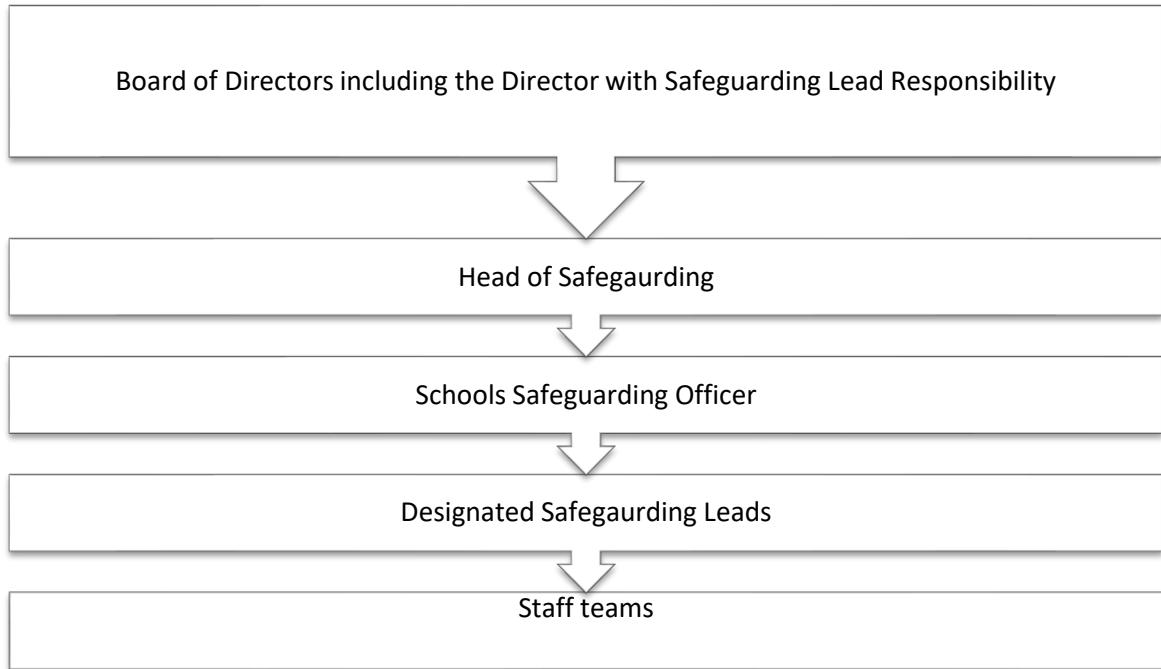 Board of Directors including the Director with Safeguarding Lead Responsibility
Head of Safegaurding
Schools Safeguarding Officer
Designated Safegaurding Leads
Staff teams